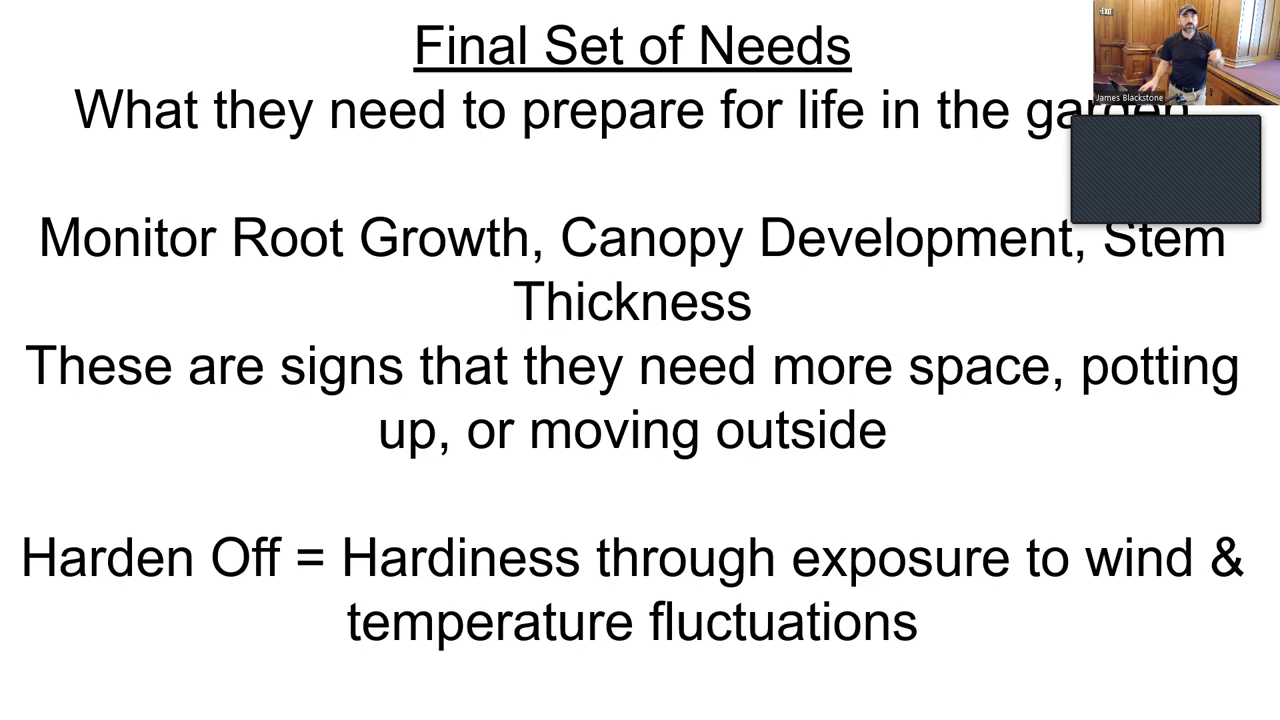 Final Set of Needs
What they need to prepare for life in the garden
Monitor Root Growth, Canopy Development, Stem
Thickness
These are signs that they need more space, potting
up, or moving outside
Harden Off = Hardiness through exposure to wind &
temperature fluctuations
EXIT
James Blackstone